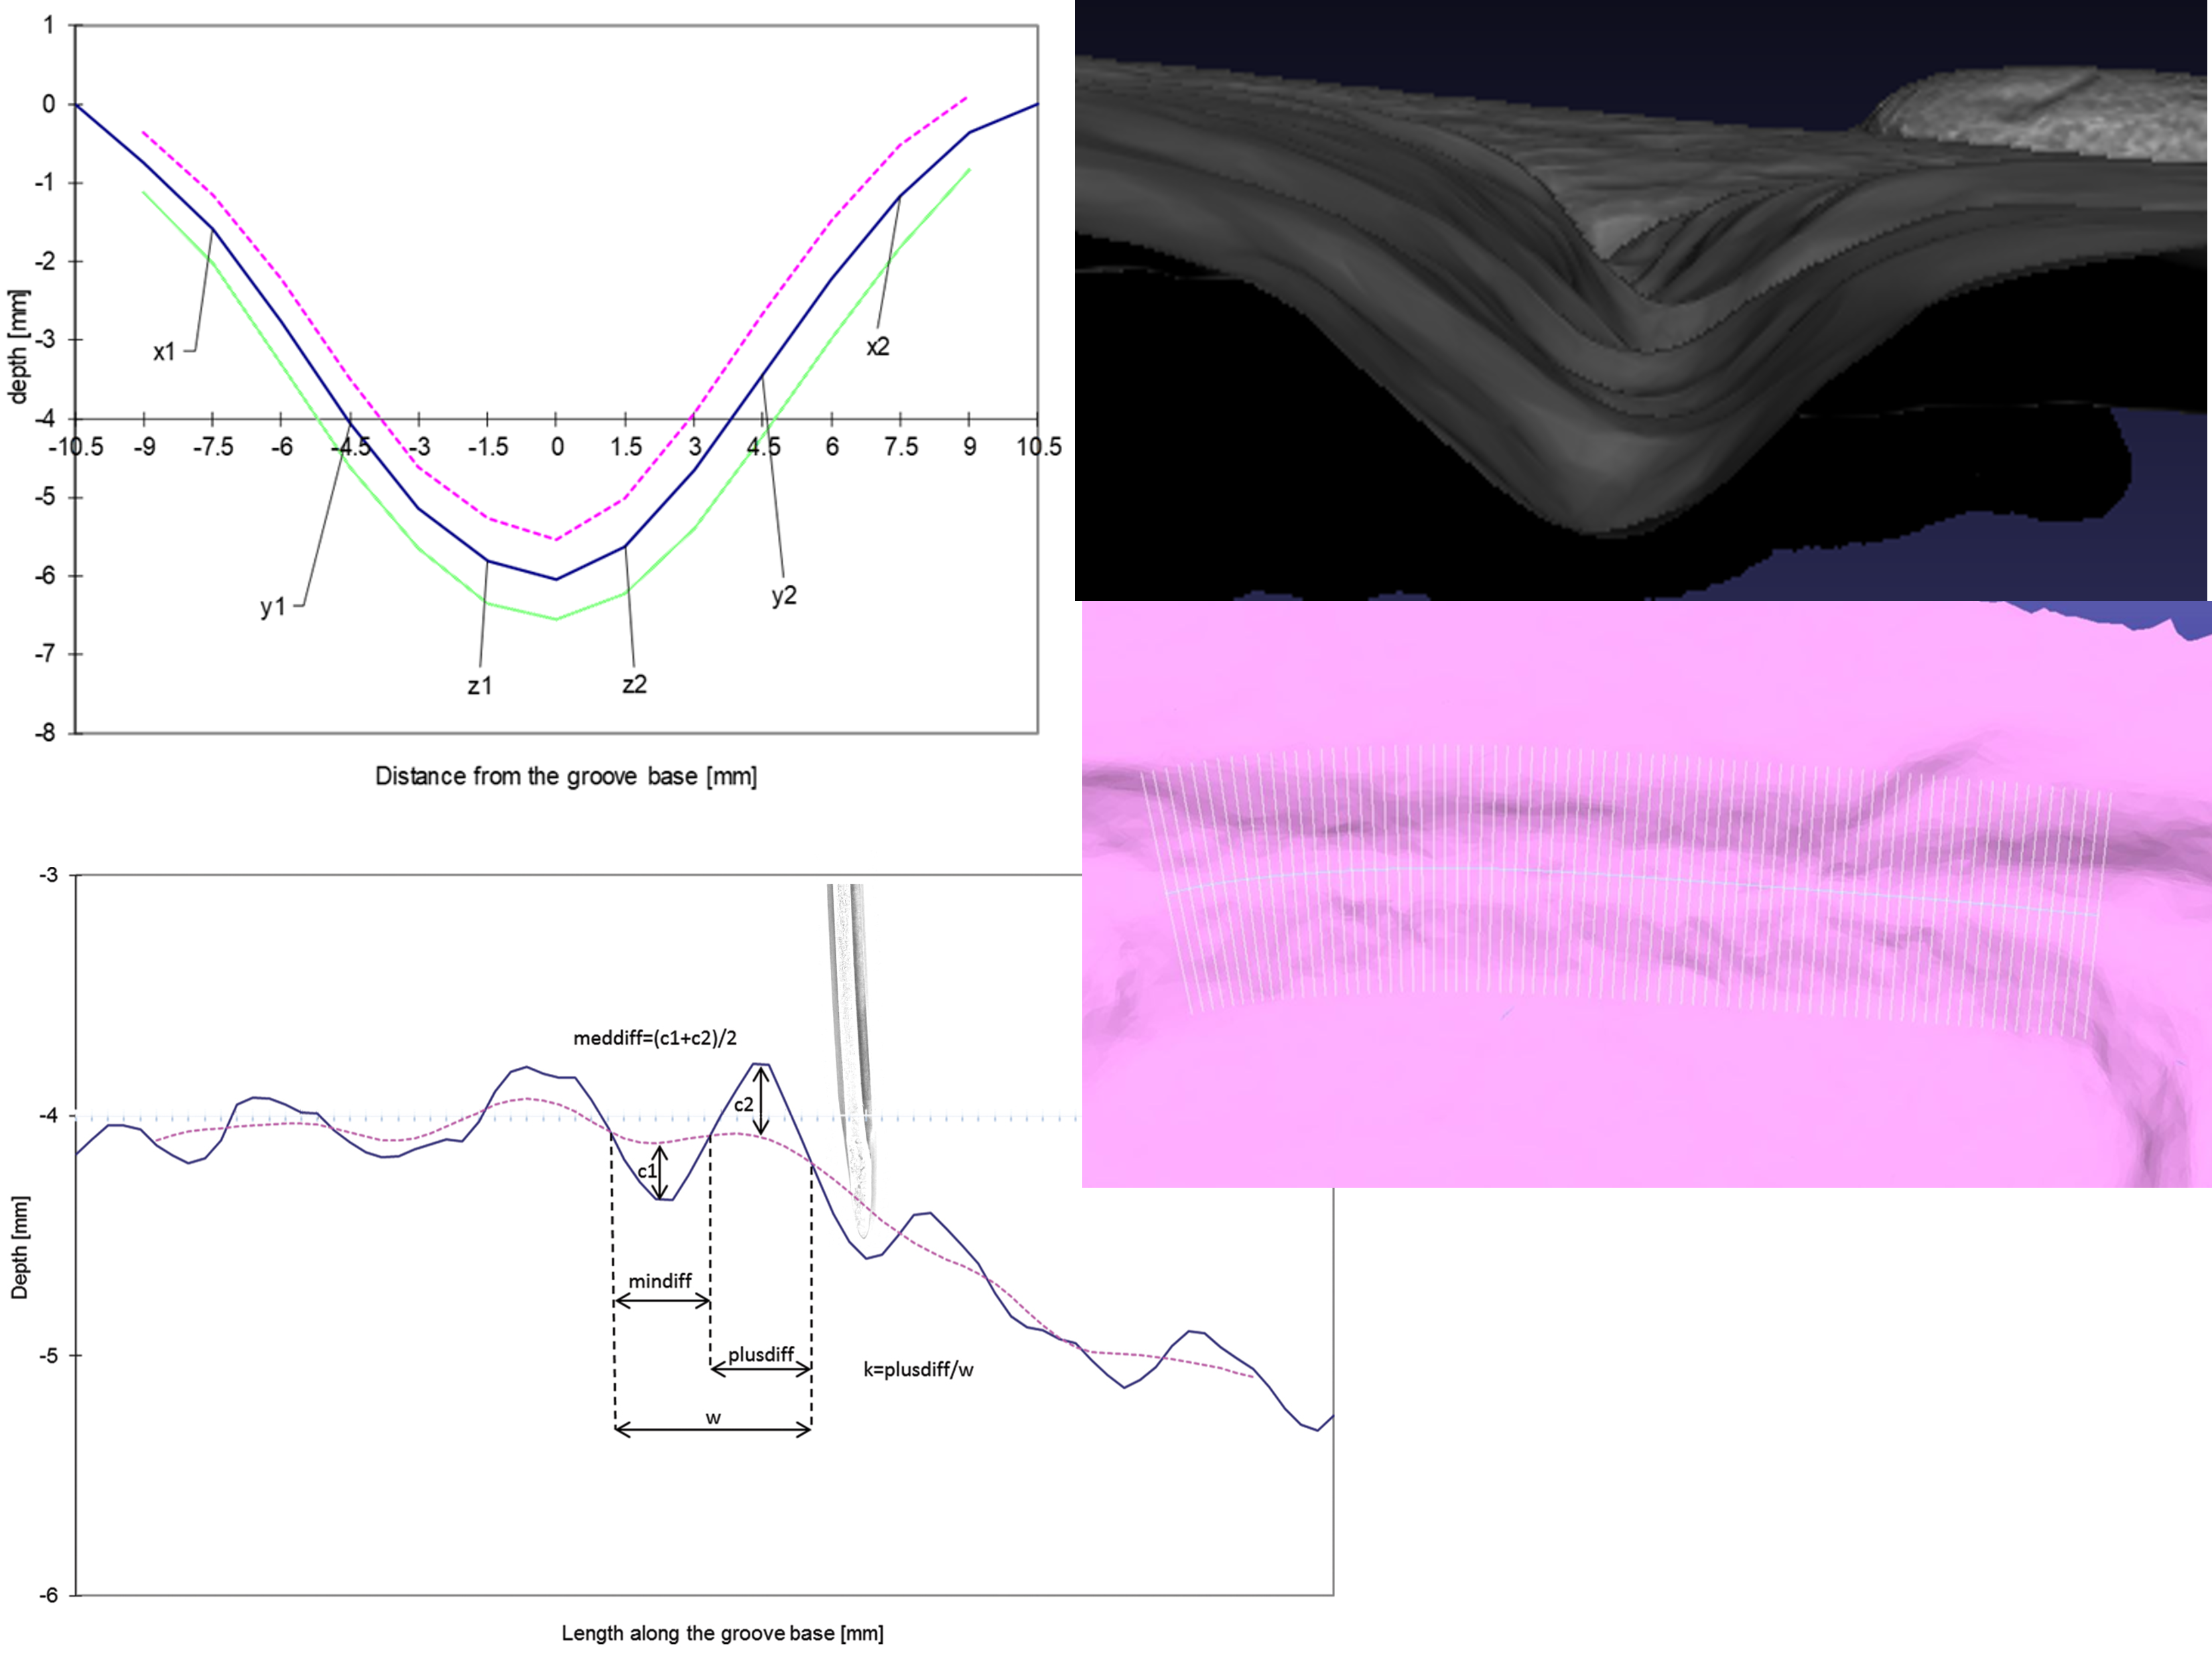 1
0
-1
-2
-3
-4
-5
-6
-7
-8
depth [mm]
-10.5 -9 -7.5 -6 -4.5 -3 -1.5 0 1.5 3 4.5 6 7.5 9 10.5
x1
x2
y1
y2
z1
z2
Distance from the groove base [mm]
-3
-4
-5
-6
Depth [mm]
meddiff=(c1+c2)/2
c2
c1
mindiff
plusdiff
k=plusdiff/w
w
Length along the groove base [mm]